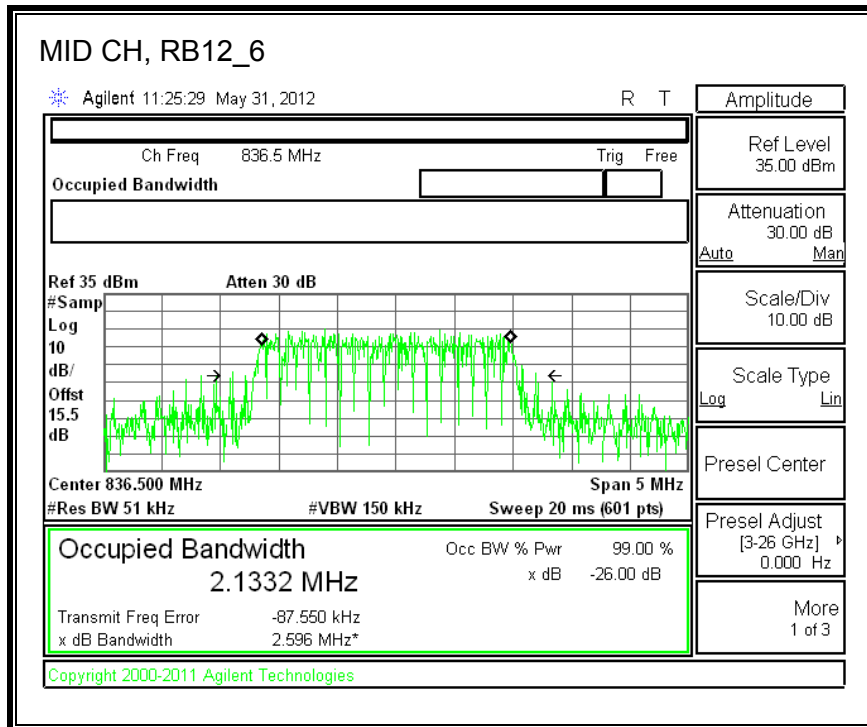 MID CH, RB12_6
Agilent 11:25:29 May 31, 2012 R T
Ch Freq 836.5 MHz Trig Free
Occupied Bandwidth
Ref 35 dBm Atten 30 dB
#Samp
Log
10
dB/
Offst
15.5
dB
Center 836.500 MHz Span 5 MHz
#Res BW 51 kHz #VBW 150 kHz Sweep 20 ms (601 pts)
Occupied Bandwidth Occ BW % Pwr 99.00 %
2.1332 MHz x dB -26.00 dB
Transmit Freq Error -87.550 kHz
x dB Bandwidth 2.596 MHz*
Copyright 2000-2011 Agilent Technologies
Amplitude
Ref Level
35.00 dBm
Attenuation
30.00 dB
Auto Man
Scale/Div
10.00 dB
Scale Type
Log Lin
Presel Center
Presel Adjust
[3-26 GHz]
0.000 Hz
More
1 of 3